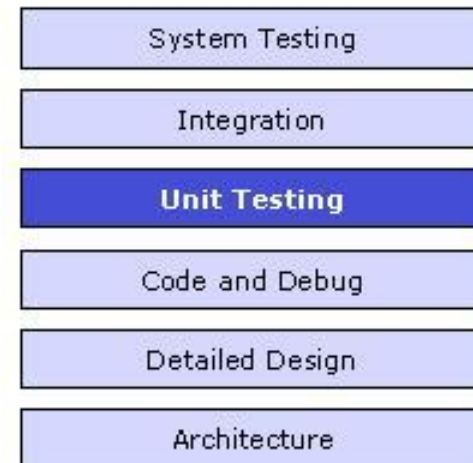 System Testing
Integration
Unit Testing
Code and Debug
Detailed Design
Architecture